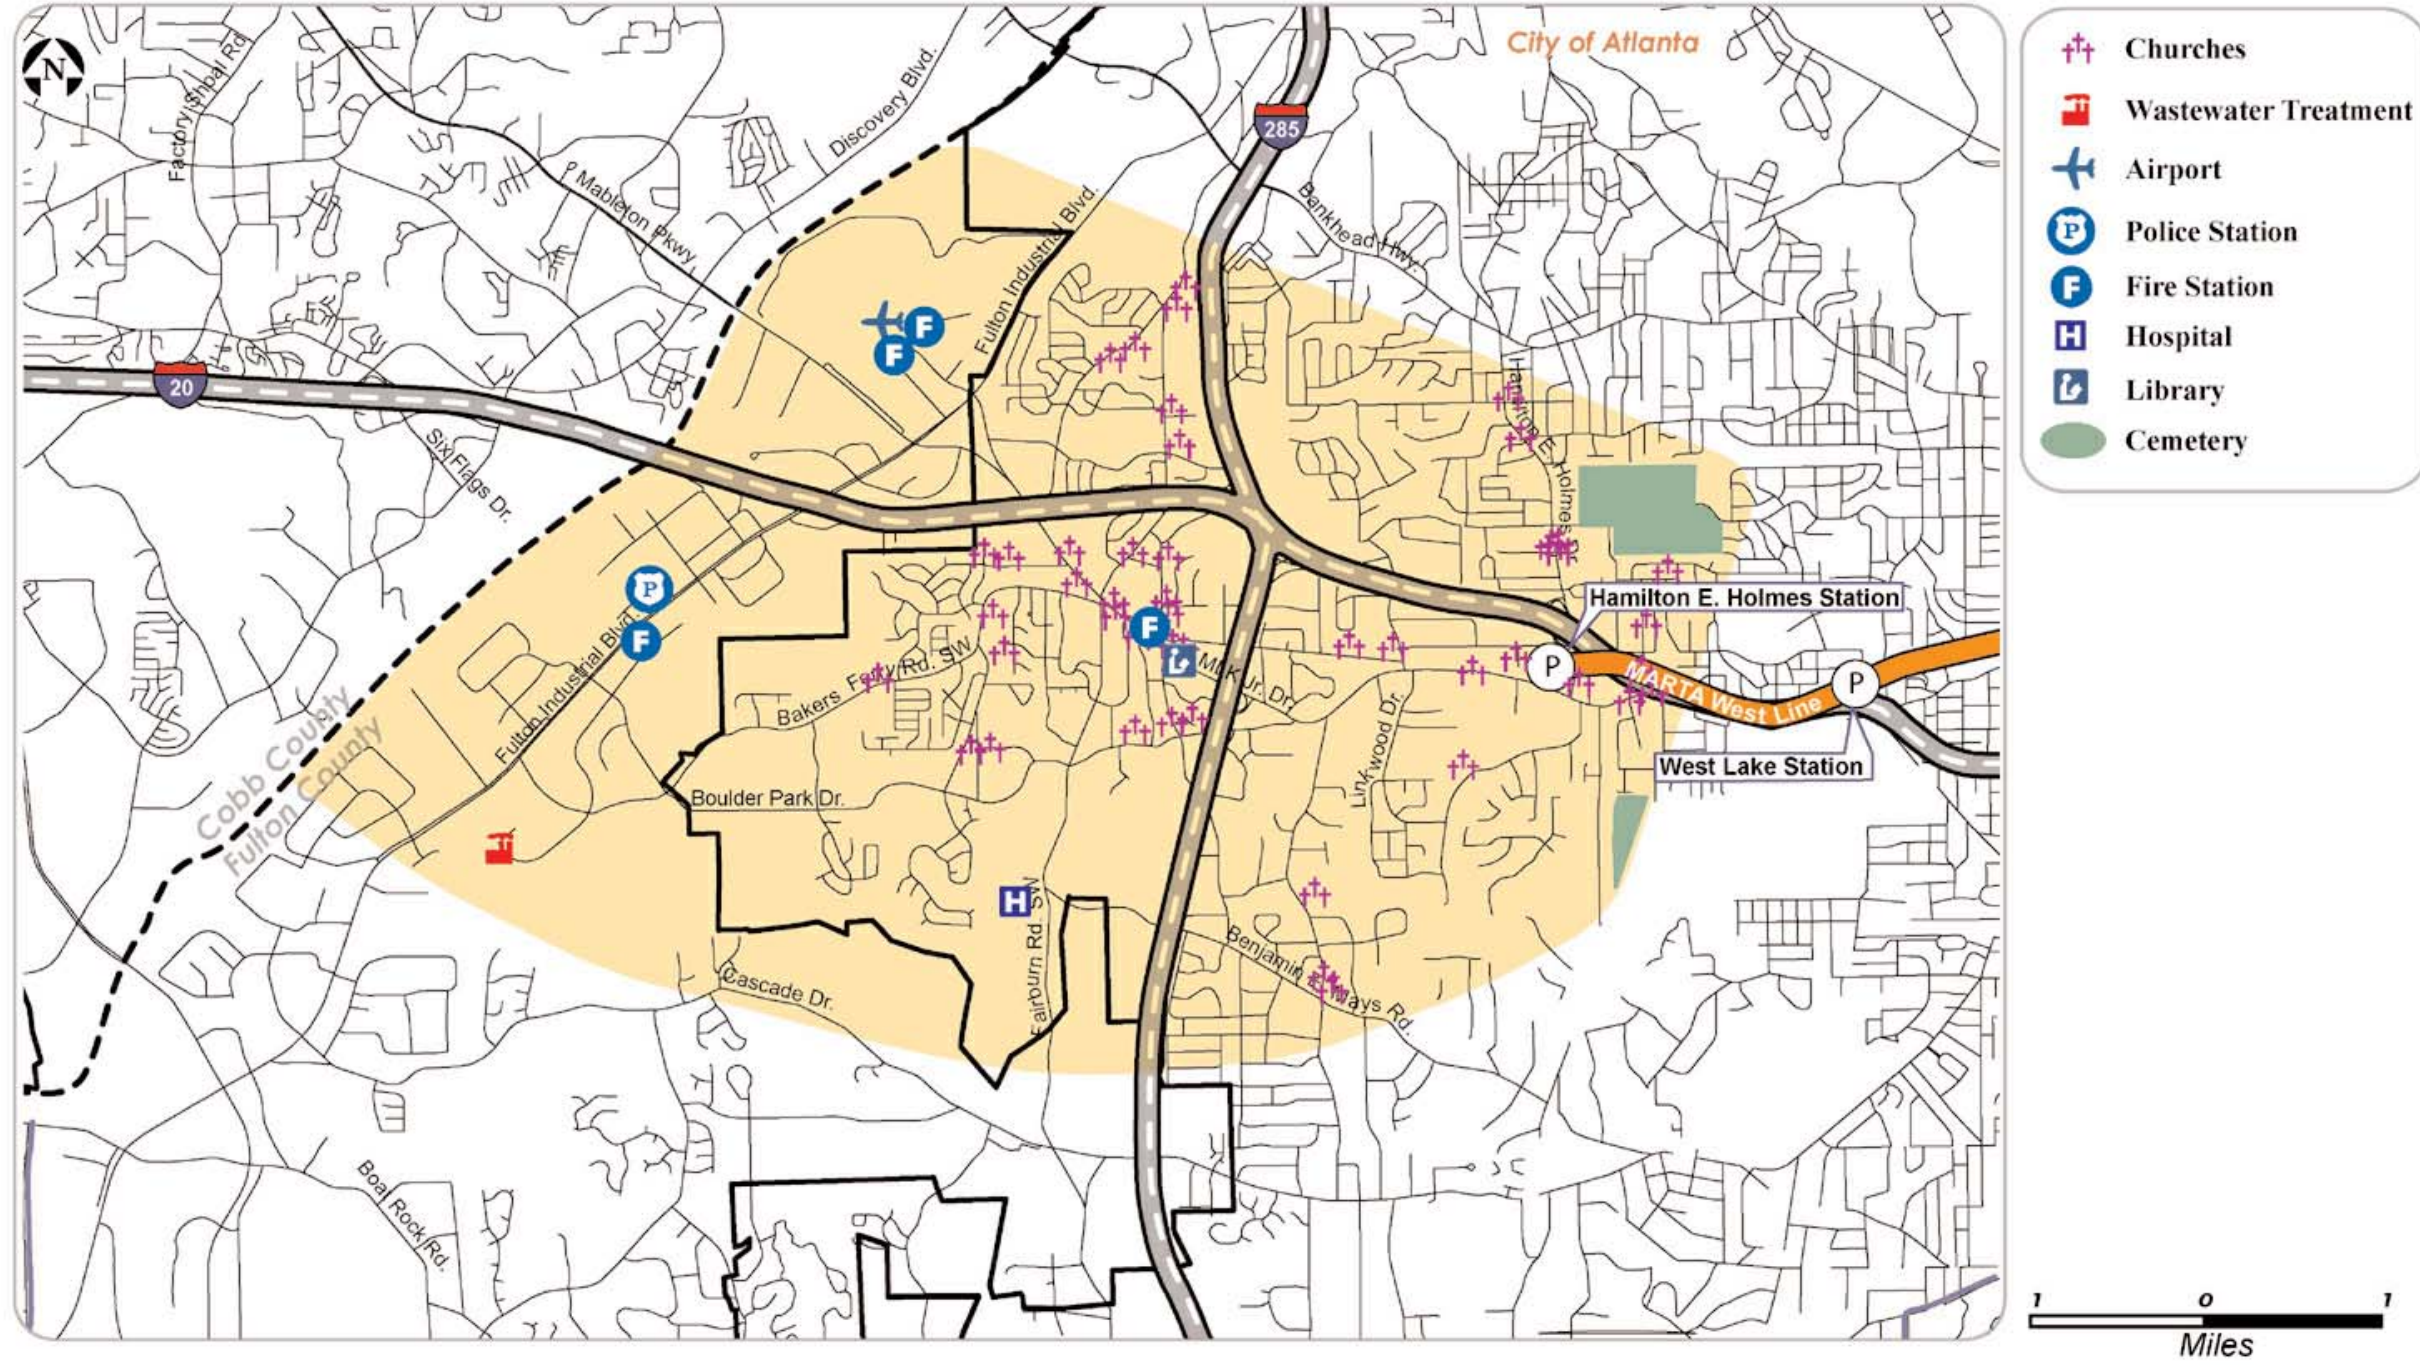 N
City of Atlanta
Factory Shoal Rd
Discovery Blvd.
285
Mableton Pkwy
Bankhead Hwy.
Fulton Industrial Blvd.
F
F
20
Six Flags Dr.
Hamilton E. Holmes Dr.
P
F
Fulton Industrial Blvd.
F
Hamilton E. Holmes Station
P
MARTA West Line
P
West Lake Station
MLK Jr. Dr.
Bakers Ferry Rd. SW
Linkwood Dr.
Cobb County
Fulton County
Boulder Park Dr.
H
Fairburn Rd. SW
Benjamin E Mays Rd.
Cascade Dr.
Boat Rock Rd.
Churches
Wastewater Treatment
Airport
P
Police Station
F
Fire Station
H
Hospital
Library
Cemetery
1 0 1
Miles